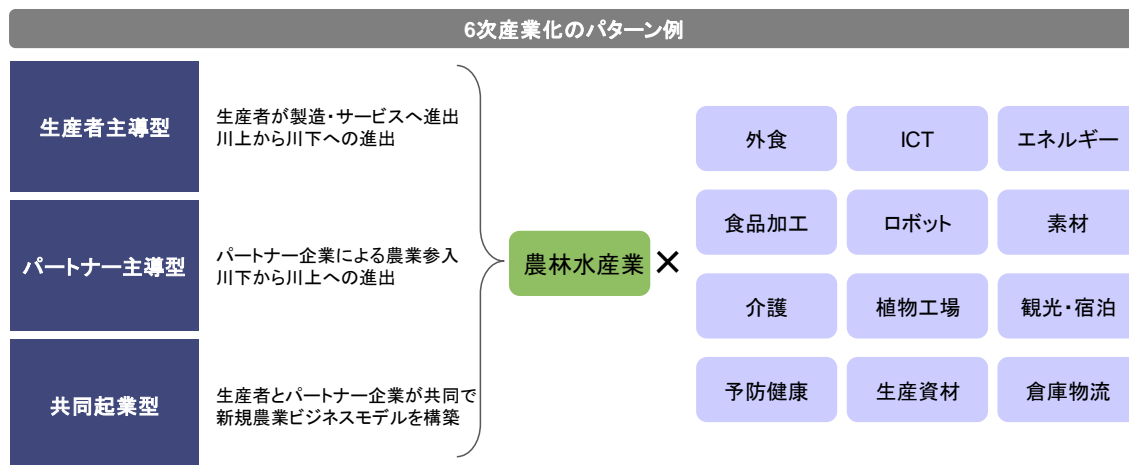 6次産業化のパターン例
生産者主導型
生産者が製造・サービスへ進出
川上から川下への進出
パートナー主導型
パートナー企業による農業参入
川下から川上への進出
共同起業型
生産者とパートナー企業が共同で
新規農業ビジネスモデルを構築
農林水産業
×
外食
ICT
エネルギー
食品加工
ロボット
素材
介護
植物工場
観光・宿泊
予防健康
生産資材
倉庫物流